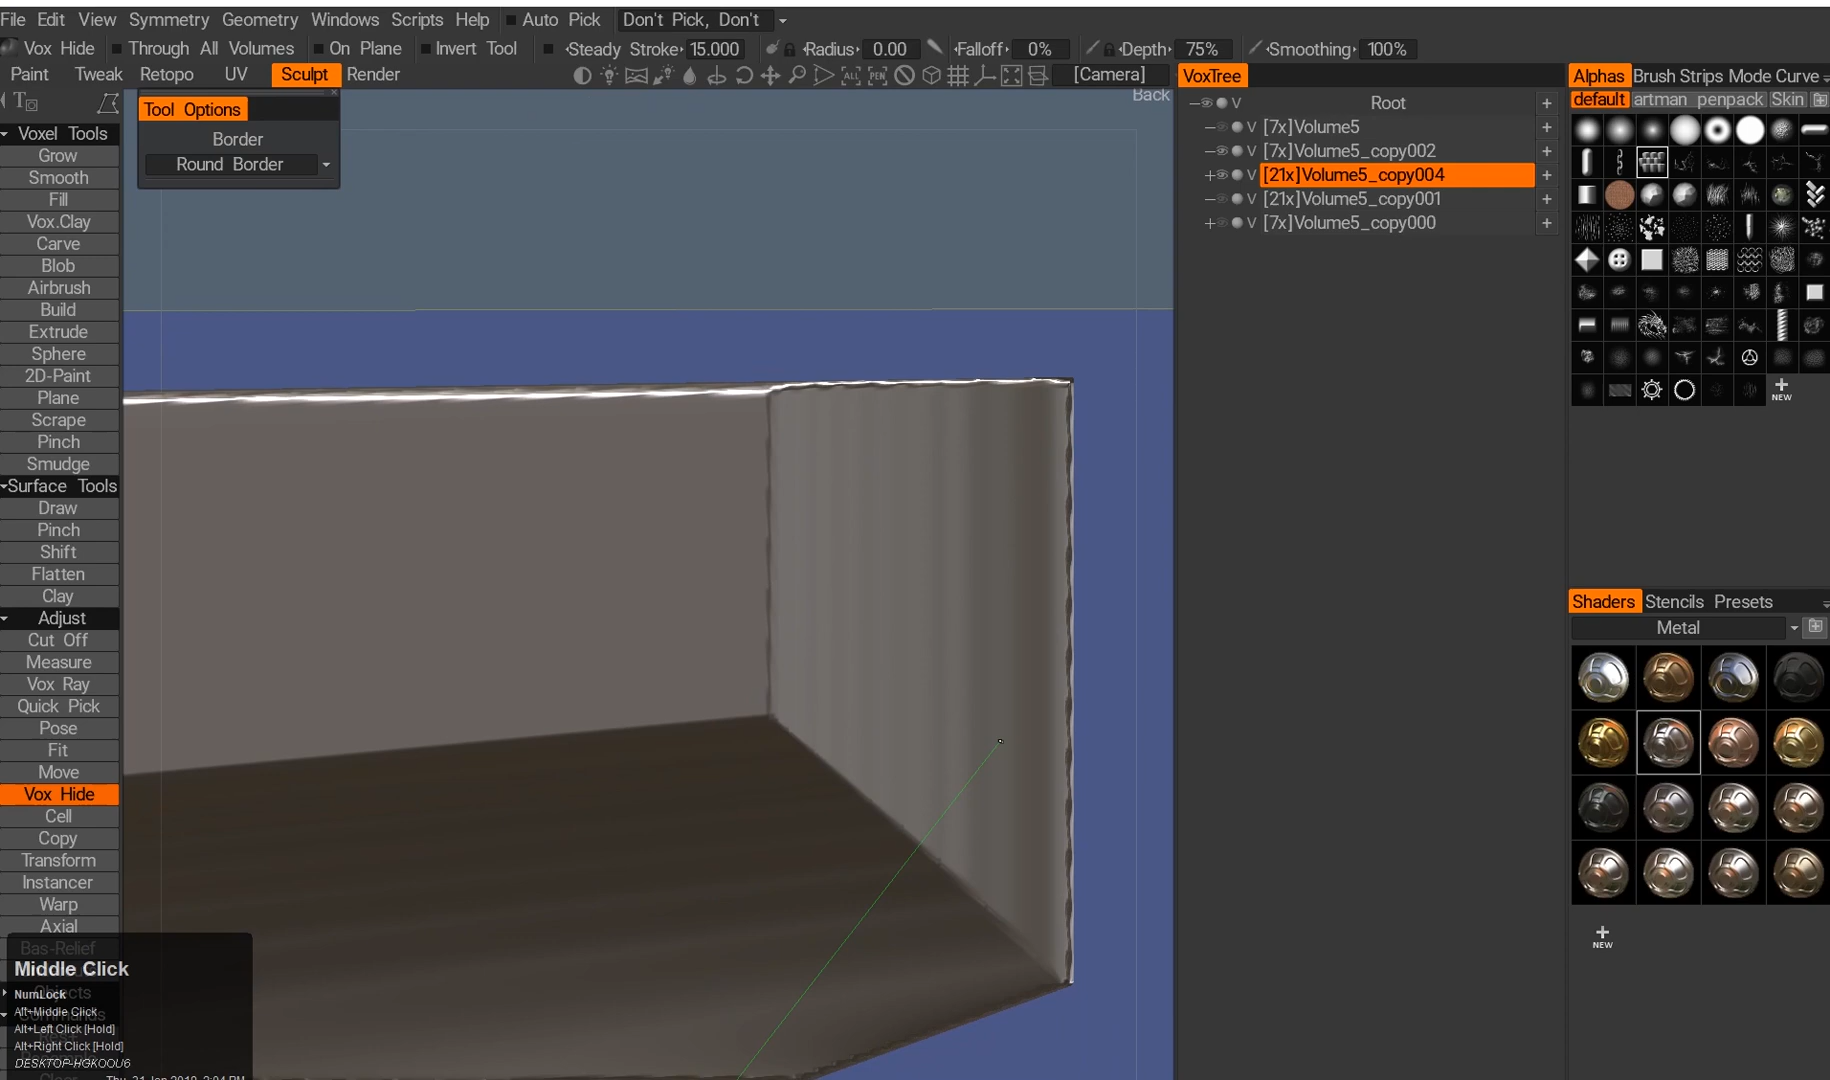 File Edit View Symmetry Geometry Windows Scripts Help Auto Pick Don't Pick, Don't
Vox Hide Through All Volumes On Plane Invert Tool Steady Stroke 15.000 Radius 0.00 Falloff 0% Depth 75% Smoothing 100%
Paint Tweak Retopo UV Sculpt Render ALL PEN [Camera]
Back
Tool Options
Border
Round Border
Voxel Tools
Grow
Smooth
Fill
Vox.Clay
Carve
Blob
Airbrush
Build
Extrude
Sphere
2D-Paint
Plane
Scrape
Pinch
Smudge
Surface Tools
Draw
Pinch
Shift
Flatten
Clay
Adjust
Cut Off
Measure
Vox Ray
Quick Pick
Pose
Fit
Move
Vox Hide
Cell
Copy
Transform
Instancer
Warp
Axial
Bas-Relief
Middle Click
Objects
NumLock
Commands
Alt+Middle Click
Alt+Left Click [Hold]
Alt+Right Click [Hold]
DESKTOP-HGKOOU6
VoxTree
V Root +
V [7x]Volume5 +
V [7x]Volume5_copy002 +
+ V [21x]Volume5_copy004 +
V [21x]Volume5_copy001 +
+ V [7x]Volume5_copy000 +
Alphas Brush Strips Mode Curve
default artman penpack Skin
NEW
Shaders Stencils Presets
Metal
NEW